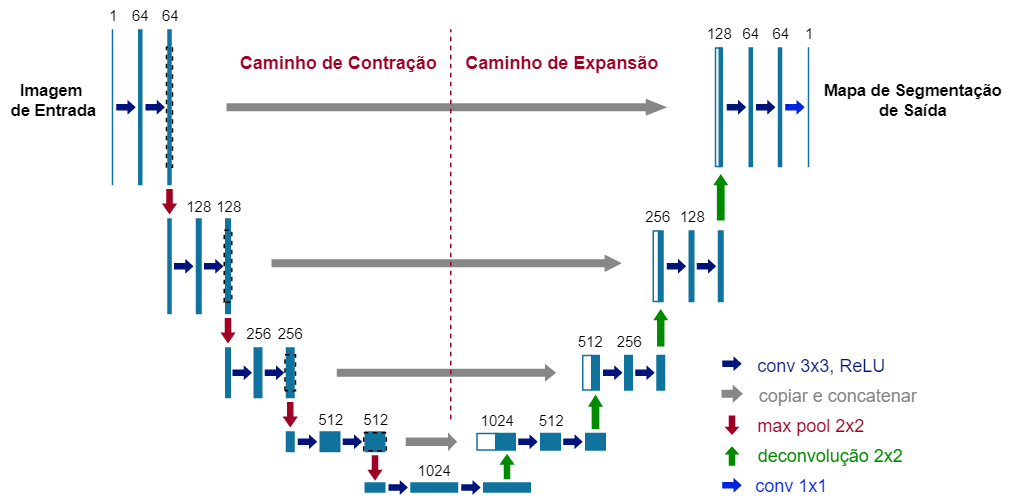 1 64 64
128 64 64 1
Caminho de Contração
Caminho de Expansão
Imagem
de Entrada
Mapa de Segmentação
de Saída
128 128
256 128
256 256
512 256
512 512
1024 512
1024
conv 3x3, ReLU
copiar e concatenar
max pool 2x2
deconvolução 2x2
conv 1x1